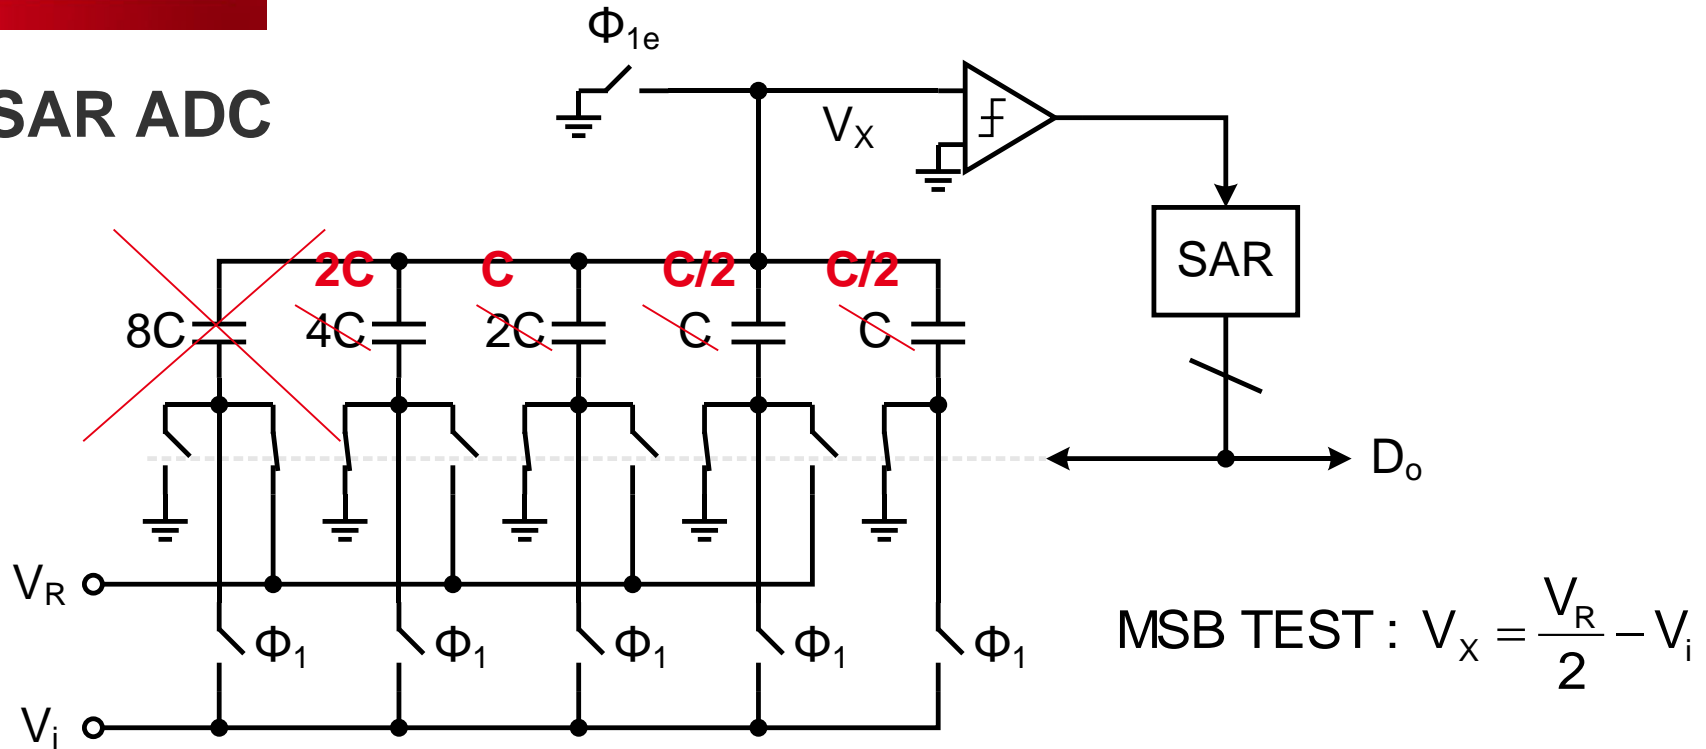 Φ1e
SAR ADC
VX
SAR
2C C C/2 C/2
8C 4C 2C C C
Do
VR
Φ1 Φ1 Φ1 Φ1 Φ1
MSB TEST : VX = VR/2 − Vi
Vi